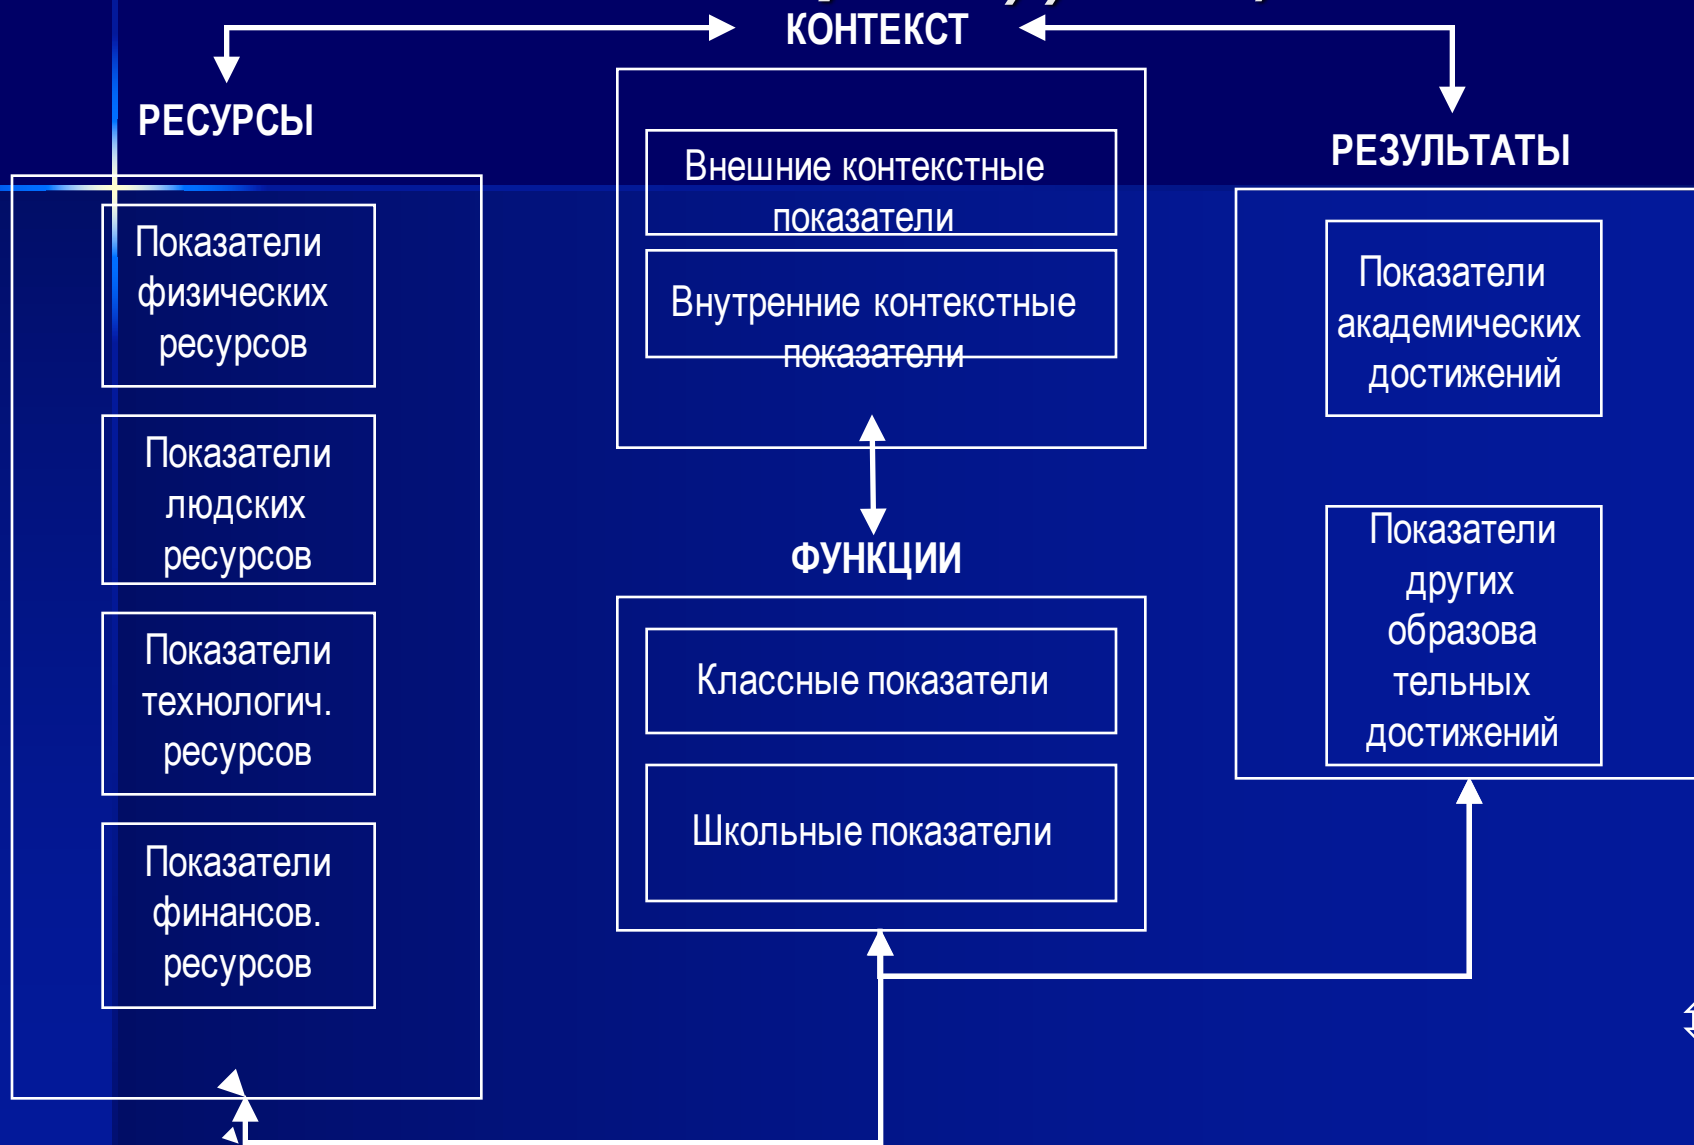 КОНТЕКСТ
РЕСУРСЫ
Показатели
физических
ресурсов
Показатели
людских
ресурсов
Показатели
технологич.
ресурсов
Показатели
финансов.
ресурсов
Внешние контекстные
показатели
Внутренние контекстные
показатели
ФУНКЦИИ
Классные показатели
Школьные показатели
РЕЗУЛЬТАТЫ
Показатели
академических
достижений
Показатели
других
образова
тельных
достижений